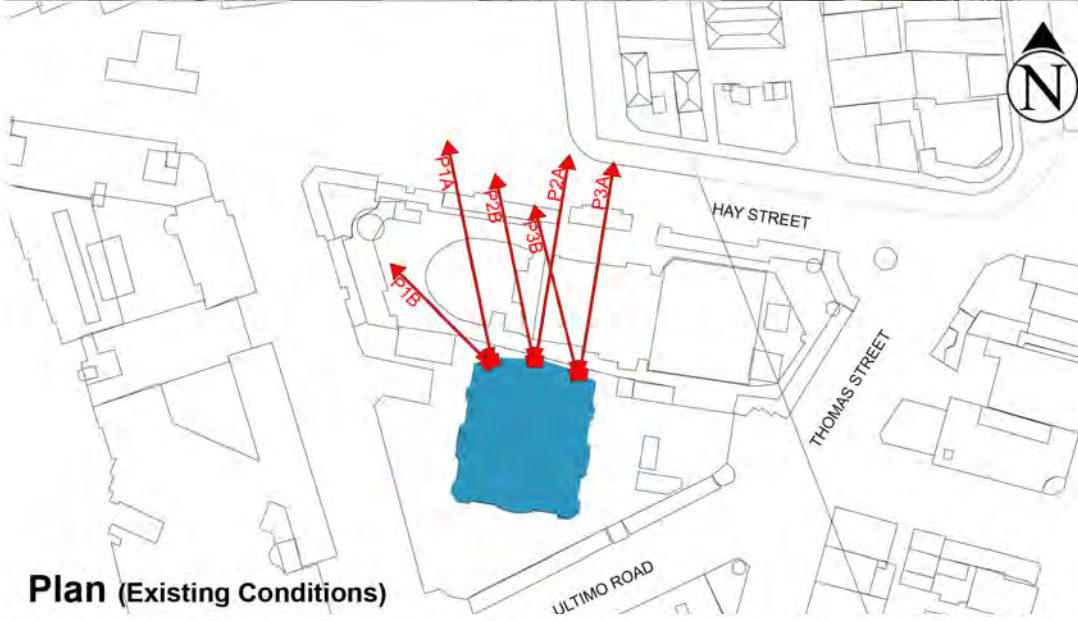 N
P1A
P2B
P2A
P3A
P3B
P1B
HAY STREET
THOMAS STREET
ULTIMO ROAD
Plan (Existing Conditions)